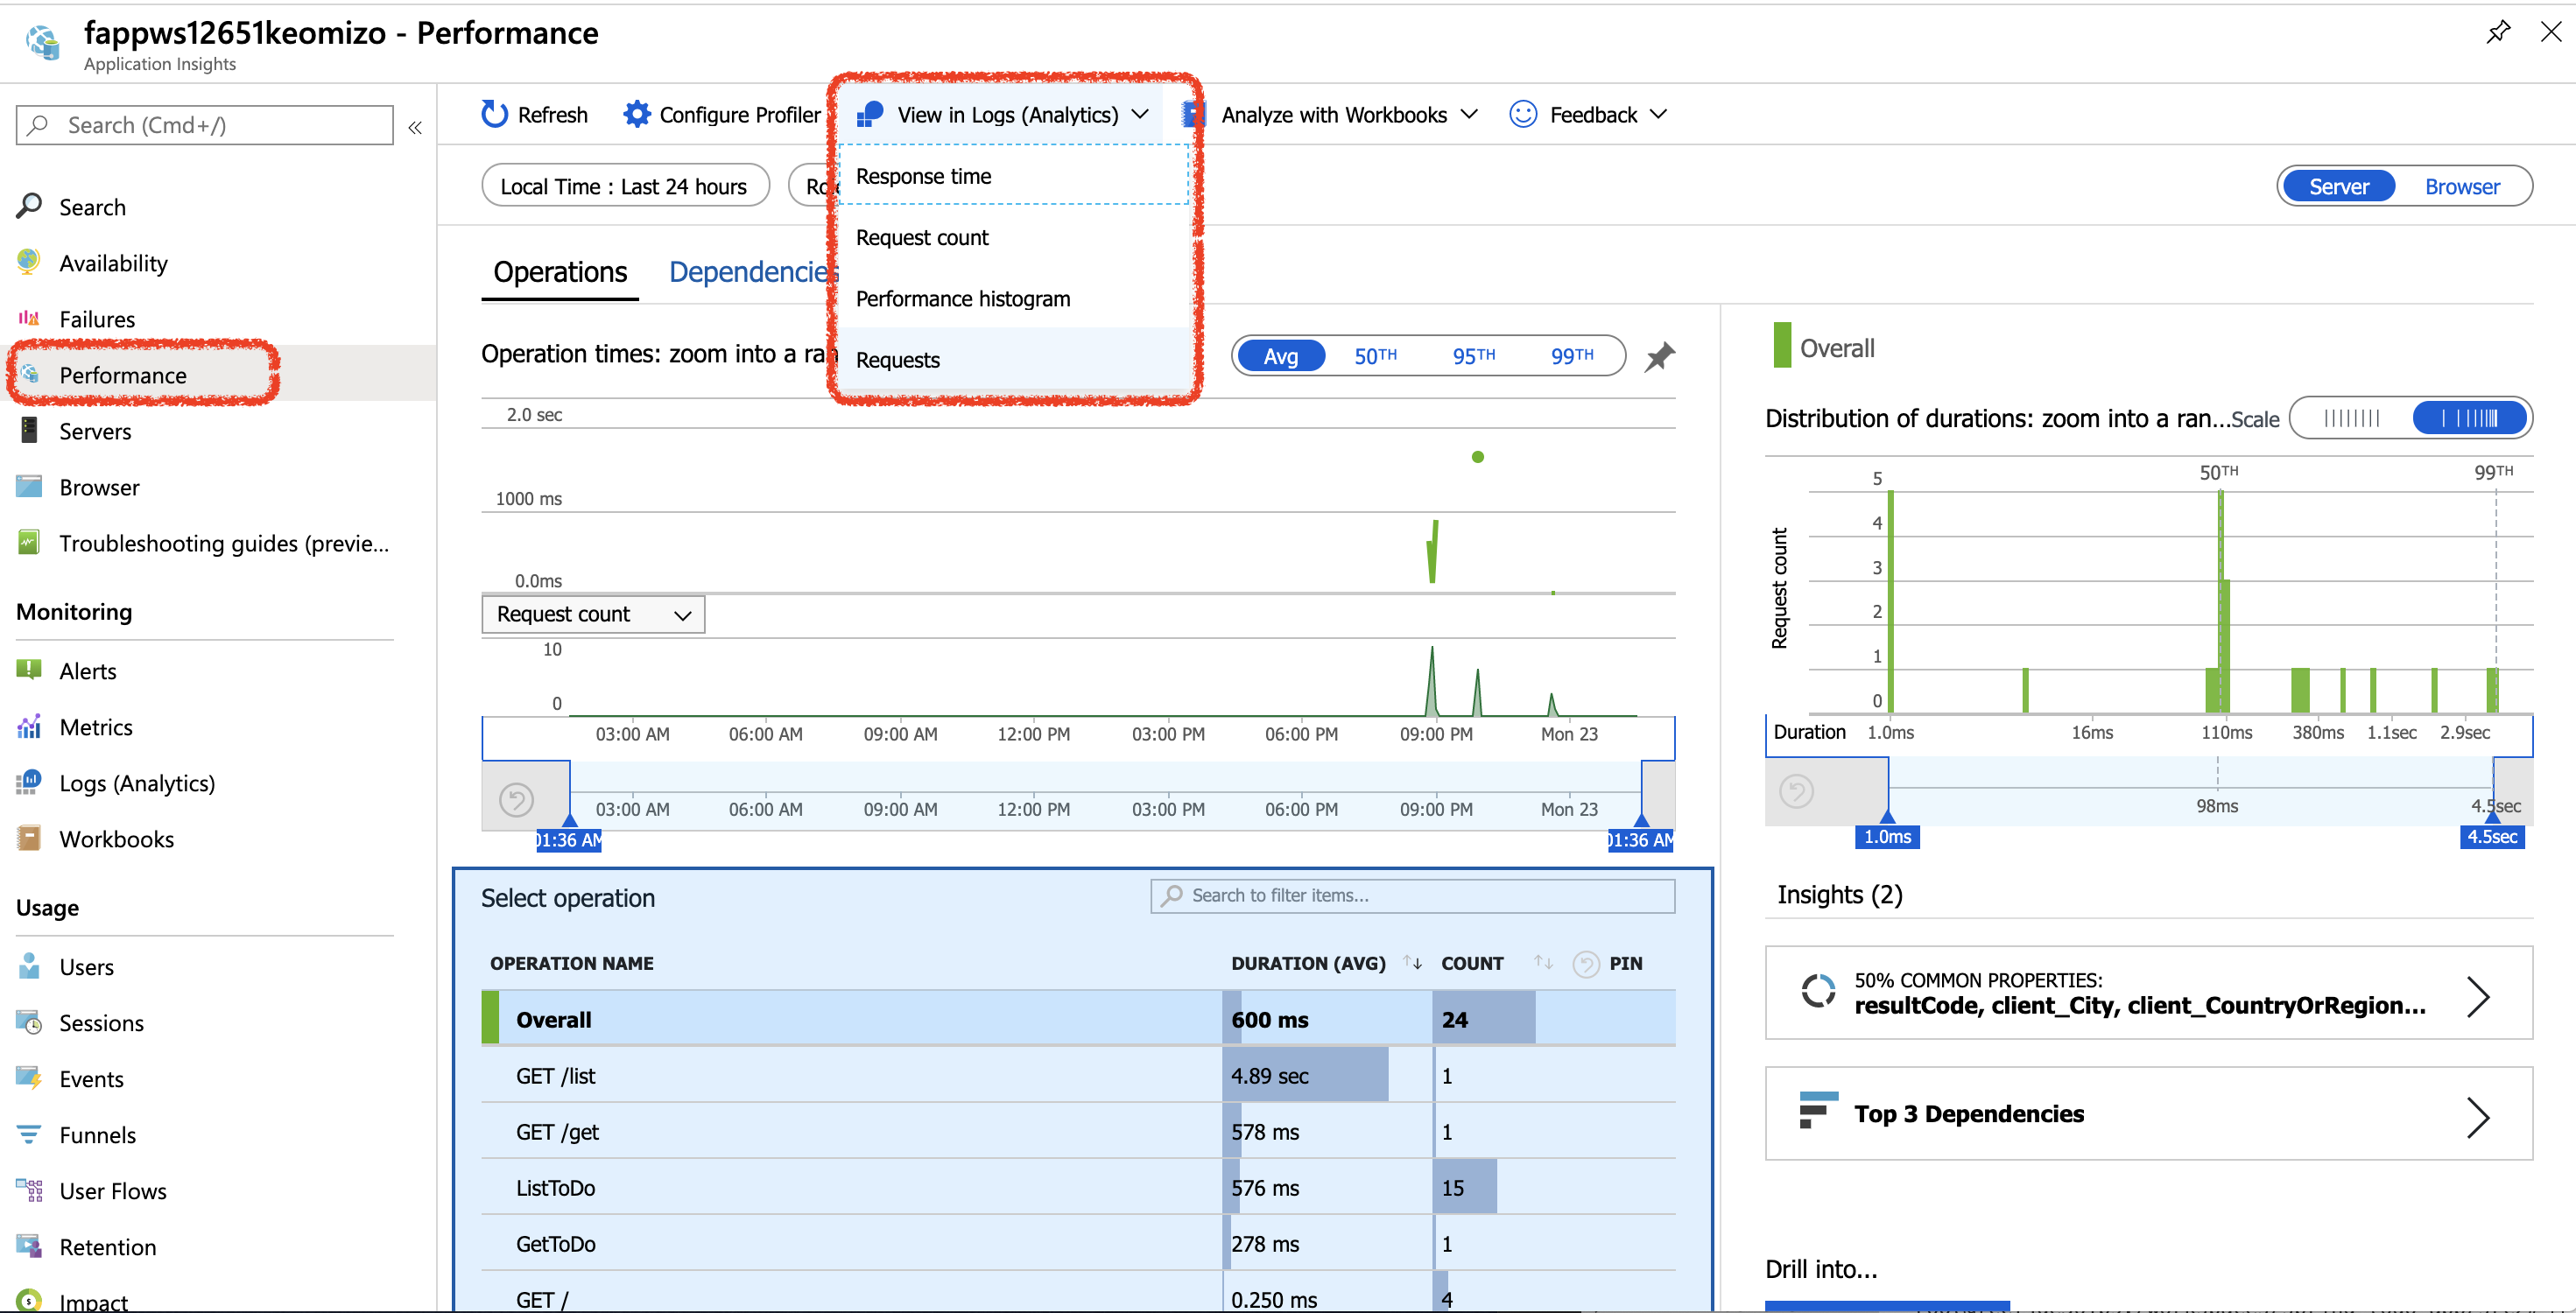 fappws12651keomizo - Performance
Application Insights
Search (Cmd+/)
«
Search
Availability
Failures
Performance
Servers
Browser
Troubleshooting guides (previe...
Monitoring
Alerts
Metrics
Logs (Analytics)
Workbooks
Usage
Users
Sessions
Events
Funnels
User Flows
Retention
Impact
Refresh
Configure Profiler
View in Logs (Analytics)
Analyze with Workbooks
Feedback
Response time
Request count
Performance histogram
Requests
Local Time : Last 24 hours
Server
Browser
Operations
Dependencies
Operation times: zoom into a ran
Avg
50TH
95TH
99TH
2.0 sec
1000 ms
0.0ms
Request count
10
0
03:00 AM 06:00 AM 09:00 AM 12:00 PM 03:00 PM 06:00 PM 09:00 PM Mon 23
03:00 AM 06:00 AM 09:00 AM 12:00 PM 03:00 PM 06:00 PM 09:00 PM Mon 23
01:36 AM
01:36 AM
Select operation
Search to filter items...
OPERATION NAME DURATION (AVG) COUNT PIN
Overall 600 ms 24
GET /list 4.89 sec 1
GET /get 578 ms 1
ListToDo 576 ms 15
GetToDo 278 ms 1
GET / 0.250 ms 4
Overall
Distribution of durations: zoom into a ran...
Scale
50TH
99TH
Request count
5
4
3
2
1
0
Duration 1.0ms 16ms 110ms 380ms 1.1sec 2.9sec
98ms
4.5sec
1.0ms
4.5sec
Insights (2)
50% COMMON PROPERTIES:
resultCode, client_City, client_CountryOrRegion...
Top 3 Dependencies
Drill into...